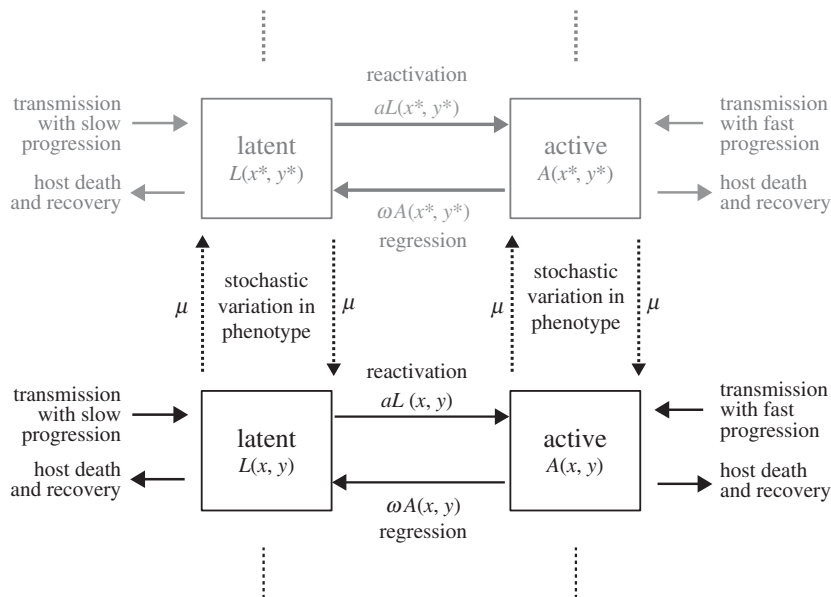 reactivation
aL(x*, y*)
transmission
with slow
progression
latent
L(x*, y*)
active
A(x*, y*)
transmission
with fast
progression
host death
and recovery
ωA(x*, y*)
regression
host death
and recovery
μ
stochastic
variation in
phenotype
μ
μ
stochastic
variation in
phenotype
μ
reactivation
aL (x, y)
transmission
with slow
progression
latent
L(x, y)
active
A(x, y)
transmission
with fast
progression
host death
and recovery
ωA(x, y)
regression
host death
and recovery